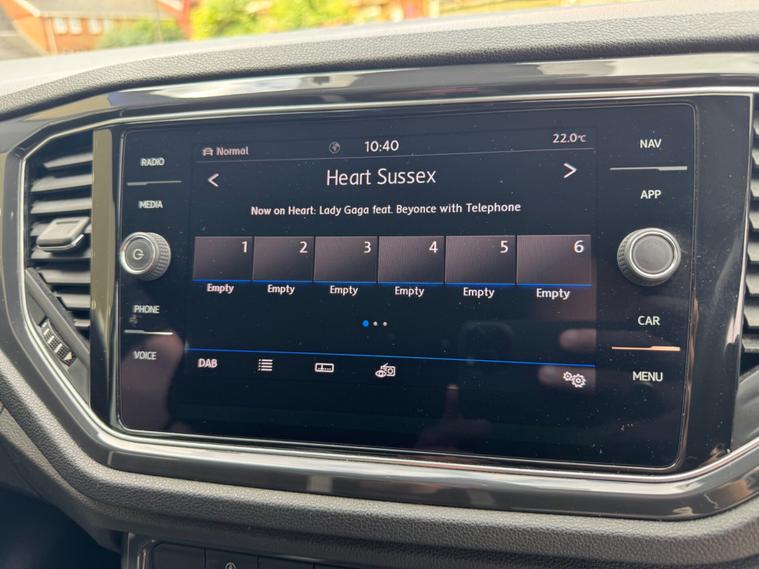 RADIO
MEDIA
PHONE
VOICE
Normal
10:40
22.0°C
Heart Sussex
Now on Heart: Lady Gaga feat. Beyonce with Telephone
1 2 3 4 5 6
Empty Empty Empty Empty Empty Empty
DAB
NAV
APP
CAR
MENU